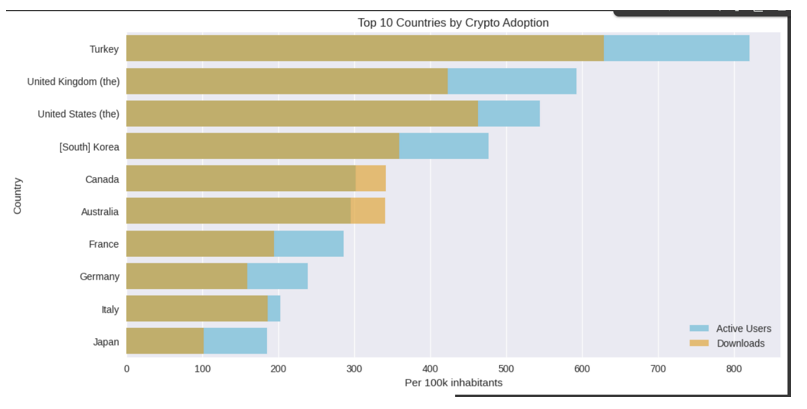 Top 10 Countries by Crypto Adoption
Country
Turkey
United Kingdom (the)
United States (the)
[South] Korea
Canada
Australia
France
Germany
Italy
Japan
Active Users
Downloads
0 100 200 300 400 500 600 700 800
Per 100k inhabitants